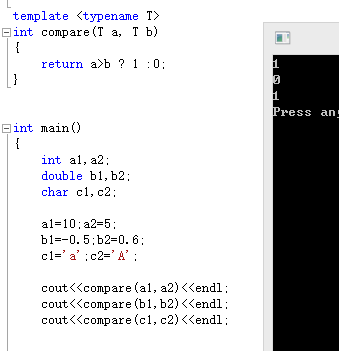 template <typename T>
int compare(T a, T b)
{
return a>b ? 1 :0;
}
int main()
{
int a1,a2;
double b1,b2;
char c1,c2;
a1=10;a2=5;
b1=-0.5;b2=0.6;
c1='a';c2='A';
cout<<compare(a1,a2)<<endl;
cout<<compare(b1,b2)<<endl;
cout<<compare(c1,c2)<<endl;
1
0
1
Press any